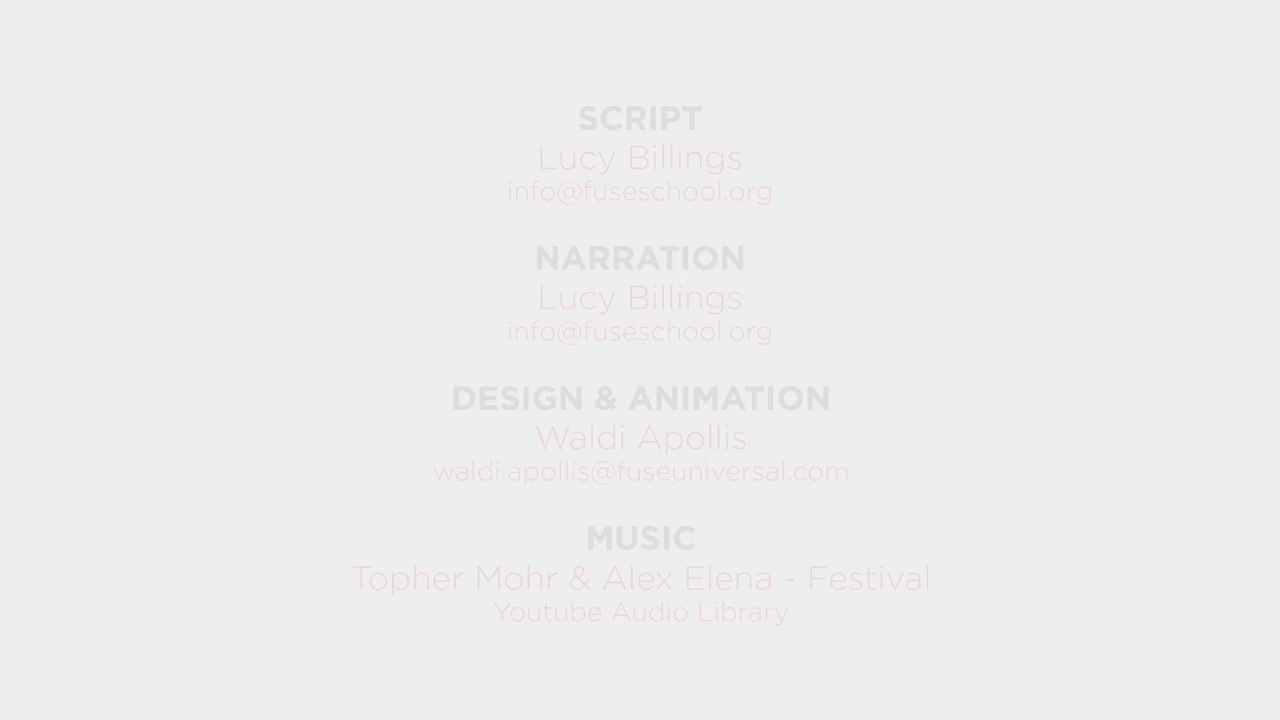 SCRIPT
Lucy Billings
info@fuseschool.org
NARRATION
Lucy Billings
info@fuseschool.org
DESIGN & ANIMATION
Waldi Apollis
waldi.apollis@fuseuniversal.com
MUSIC
Topher Mohr & Alex Elena - Festival
Youtube Audio Library